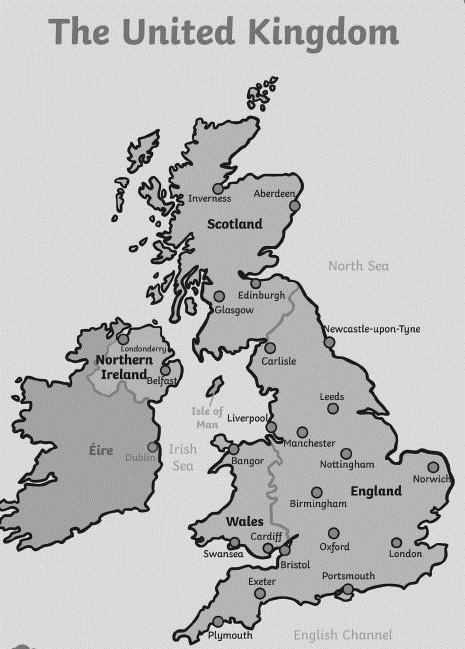 The United Kingdom
Inverness
Aberdeen
Scotland
North Sea
Edinburgh
Glasgow
Newcastle-upon-Tyne
Londonderry
Northern
Ireland
Belfast
Carlisle
Isle of
Man
Leeds
Liverpool
Manchester
Éire
Dublin
Irish
Sea
Bangor
Nottingham
Norwich
Birmingham
England
Wales
Cardiff
Swansea
Bristol
Oxford
London
Exeter
Portsmouth
Plymouth
English Channel